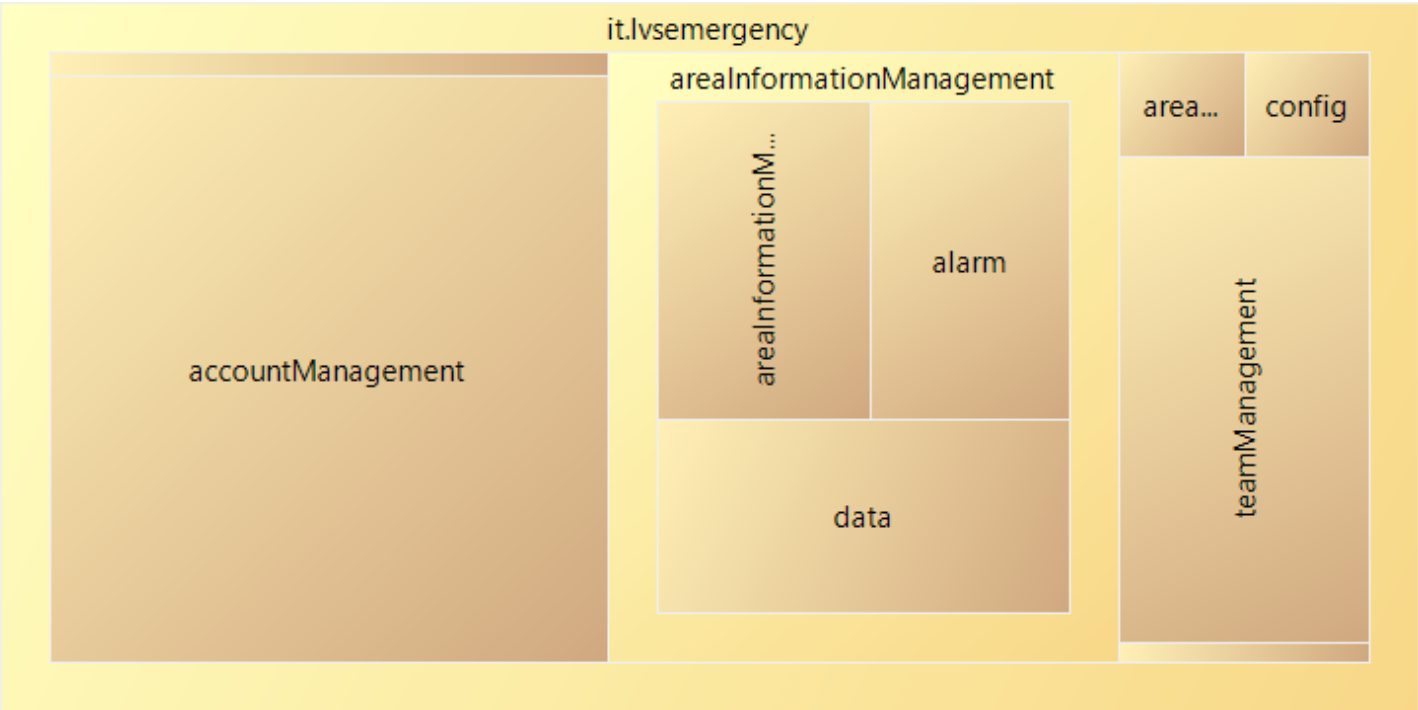 it.lvsemergency
areaInformationManagement
area...
config
areaInformationM...
alarm
accountManagement
teamManagement
data